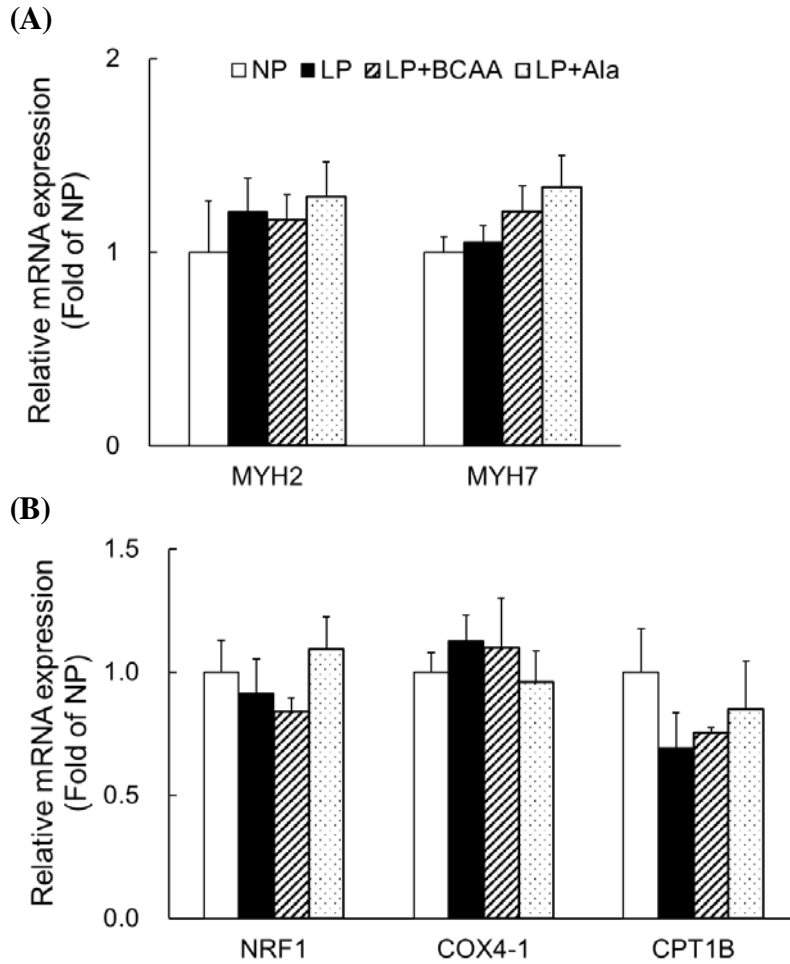 (A)
2
NP LP LP+BCAA LP+Ala
Relative mRNA expression
(Fold of NP)
1
0
MYH2 MYH7
(B)
1.5
Relative mRNA expression
(Fold of NP)
1.0
0.5
0.0
NRF1 COX4-1 CPT1B